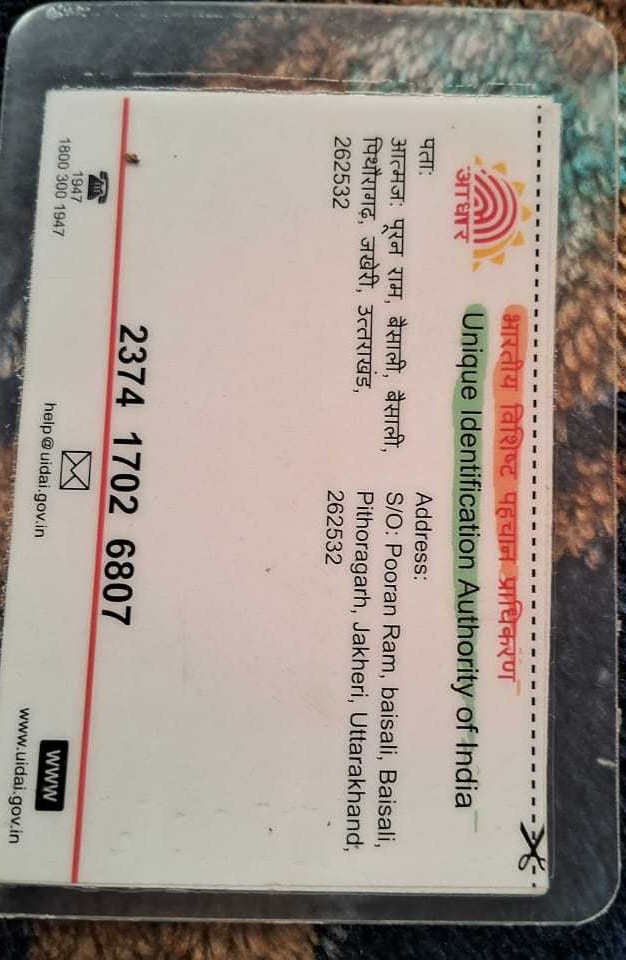 आधार
भारतीय विशिष्ट पहचान प्राधिकरण
Unique Identification Authority of India
पता:
आत्मज: पूरन राम, बैसाली, बैसाली,
पिथौरागढ़, जखेरी, उत्तराखंड,
262532
Address:
S/O: Pooran Ram, baisali, Baisali,
Pithoragarh, Jakheri, Uttarakhand,
262532
2374 1702 6807
1947
1800 300 1947
help@uidai.gov.in
www
www.uidai.gov.in